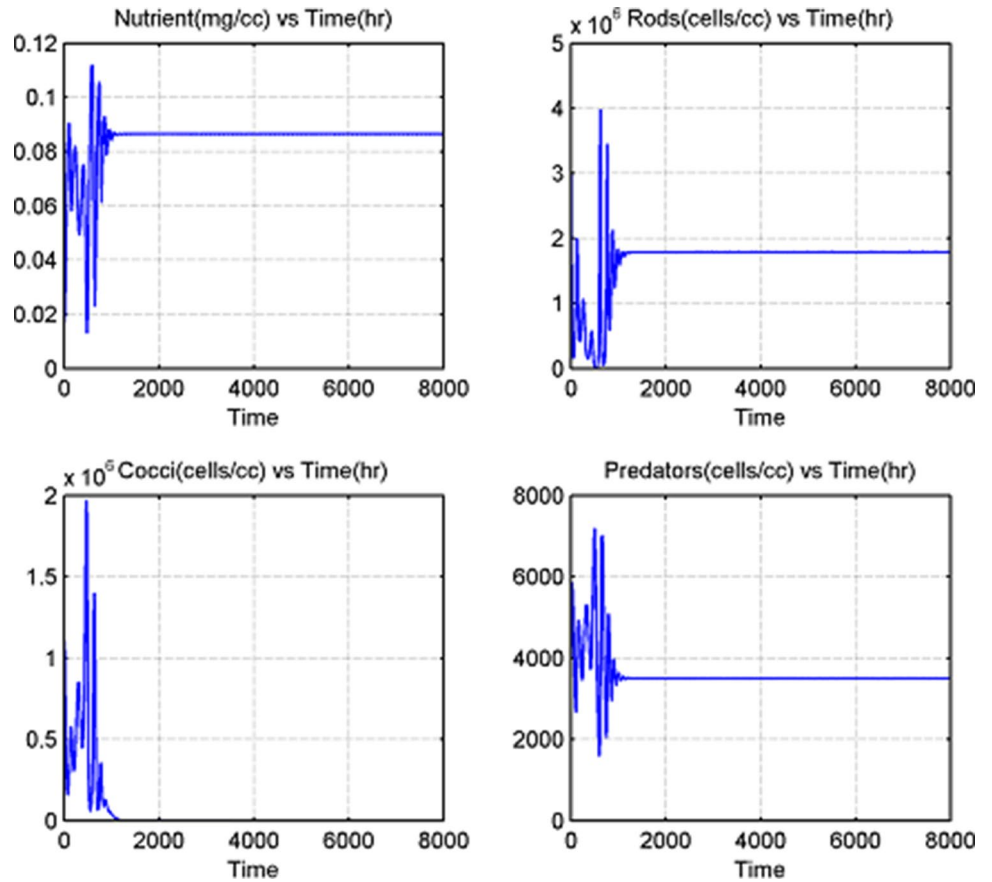 Nutrient(mg/cc) vs Time(hr)
0.12
0.1
0.08
0.06
0.04
0.02
0
0 2000 4000 6000 8000
Time
x 10^6 Rods(cells/cc) vs Time(hr)
5
4
3
2
1
0
0 2000 4000 6000 8000
Time
x 10^6 Cocci(cells/cc) vs Time(hr)
2
1.5
1
0.5
0
0 2000 4000 6000 8000
Time
Predators(cells/cc) vs Time(hr)
8000
6000
4000
2000
0
0 2000 4000 6000 8000
Time